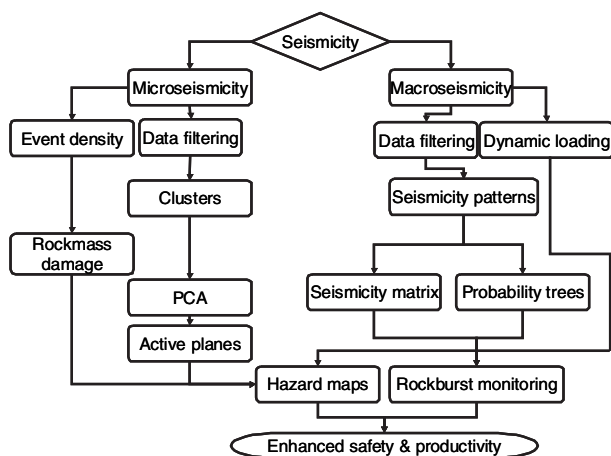 Seismicity
Microseismicity
Macroseismicity
Event density
Data filtering
Data filtering
Dynamic loading
Clusters
Seismicity patterns
Rockmass
damage
PCA
Seismicity matrix
Probability trees
Active planes
Hazard maps
Rockburst monitoring
Enhanced safety & productivity